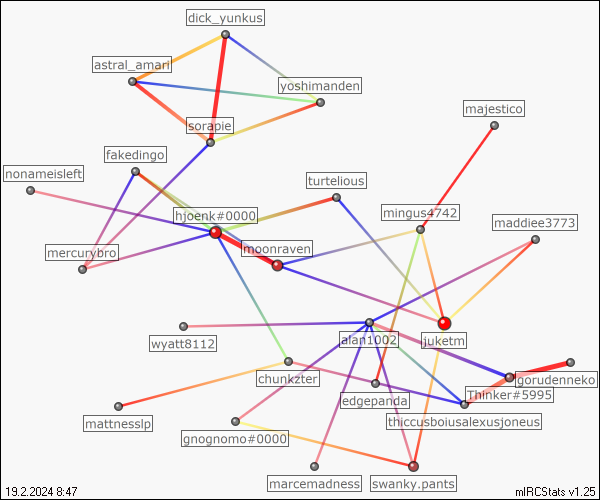 dick_yunkus
astral_amari
yoshimanden
majestico
sorapie
fakedingo
nonameisleft
turtelious
hjoenk#0000
mingus4742
maddiee3773
moonraven
mercurybro
wyatt8112
alan1002
juketm
chunkzter
gorudenneko
Thinker#5995
edgepanda
mattnesslp
thiccusboiusalexusjoneus
gnognomo#0000
marcemadness
swanky.pants
19.2.2024 8:47
mIRCStats v1.25